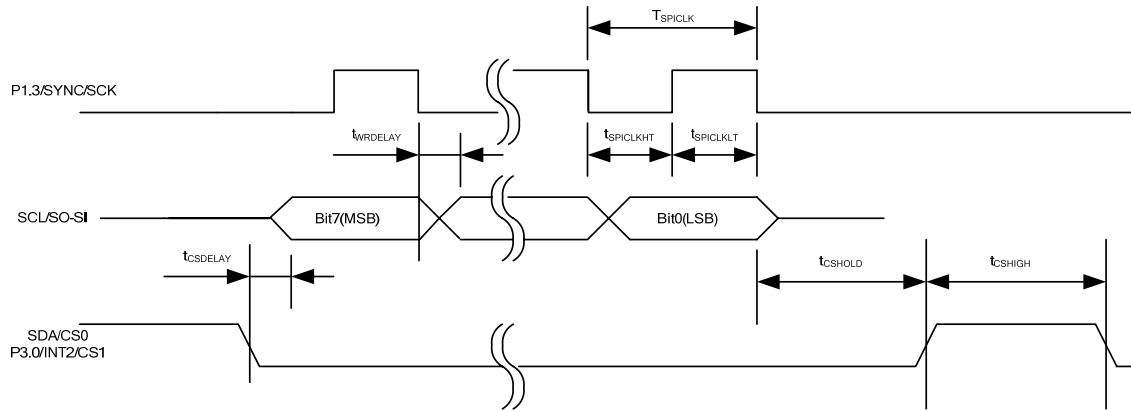 TSPICLK
P1.3/SYNC/SCK
tWRDELAY
tSPICLKHT
tSPICLKLT
SCL/SO-SI
Bit7(MSB)
Bit0(LSB)
tCSDELAY
tCSHOLD
tCSHIGH
SDA/CS0
P3.0/INT2/CS1